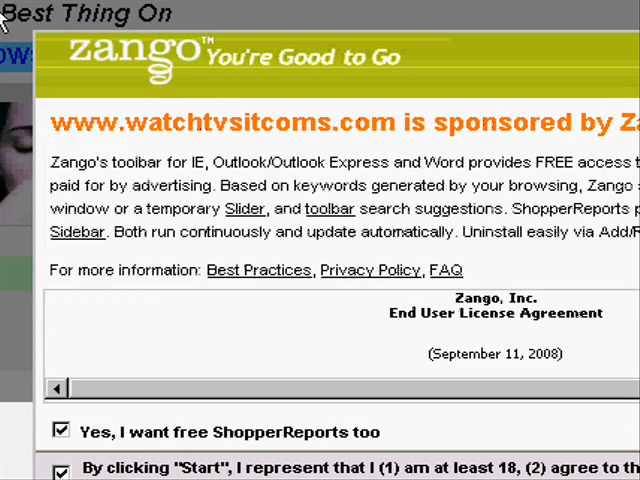 Best Thing On
zango™ You're Good to Go
www.watchtvsitcoms.com is sponsored by
Zango's toolbar for IE, Outlook/Outlook Express and Word provides FREE access
paid for by advertising. Based on keywords generated by your browsing, Zango
window or a temporary Slider, and toolbar search suggestions. ShopperReports
Sidebar. Both run continuously and update automatically. Uninstall easily via
For more information: Best Practices, Privacy Policy, FAQ
Zango, Inc.
End User License Agreement
(September 11, 2008)
Yes, I want free ShopperReports too
By clicking "Start", I represent that I (1) am at least 18, (2) agree to